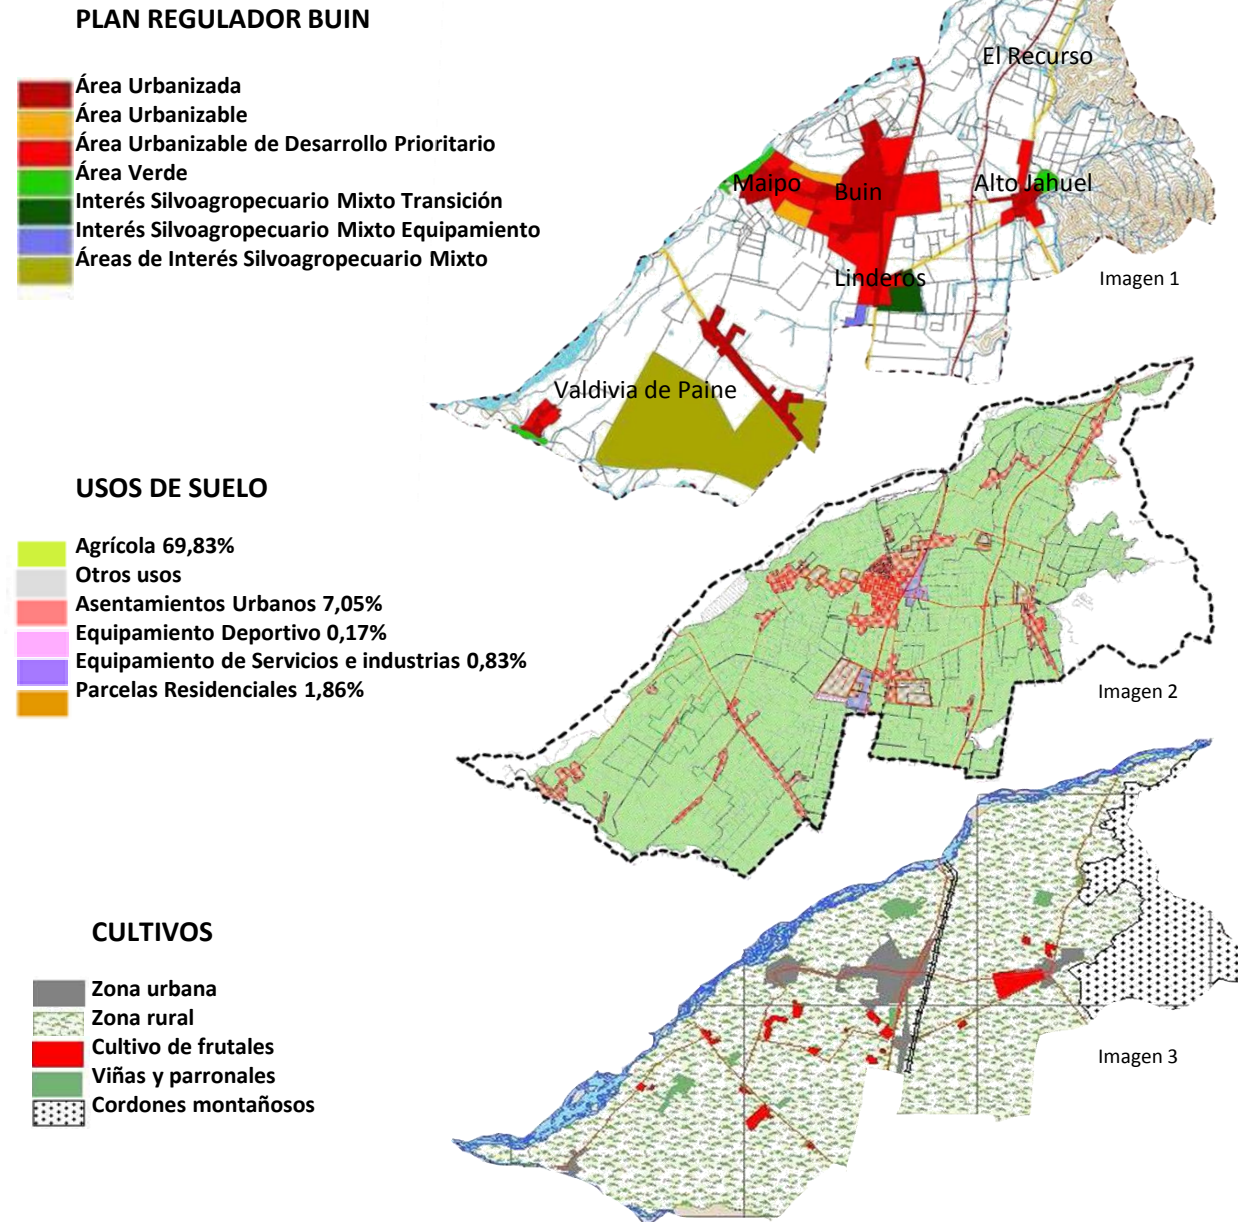 PLAN REGULADOR BUIN
Área Urbanizada
Área Urbanizable
Área Urbanizable de Desarrollo Prioritario
Área Verde
Interés Silvoagropecuario Mixto Transición
Interés Silvoagropecuario Mixto Equipamiento
Áreas de Interés Silvoagropecuario Mixto
El Recurso
Maipo
Buin
Alto Jahuel
Linderos
Imagen 1
Valdivia de Paine
USOS DE SUELO
Agrícola 69,83%
Otros usos
Asentamientos Urbanos 7,05%
Equipamiento Deportivo 0,17%
Equipamiento de Servicios e industrias 0,83%
Parcelas Residenciales 1,86%
Imagen 2
CULTIVOS
Zona urbana
Zona rural
Cultivo de frutales
Viñas y parronales
Cordones montañosos
Imagen 3